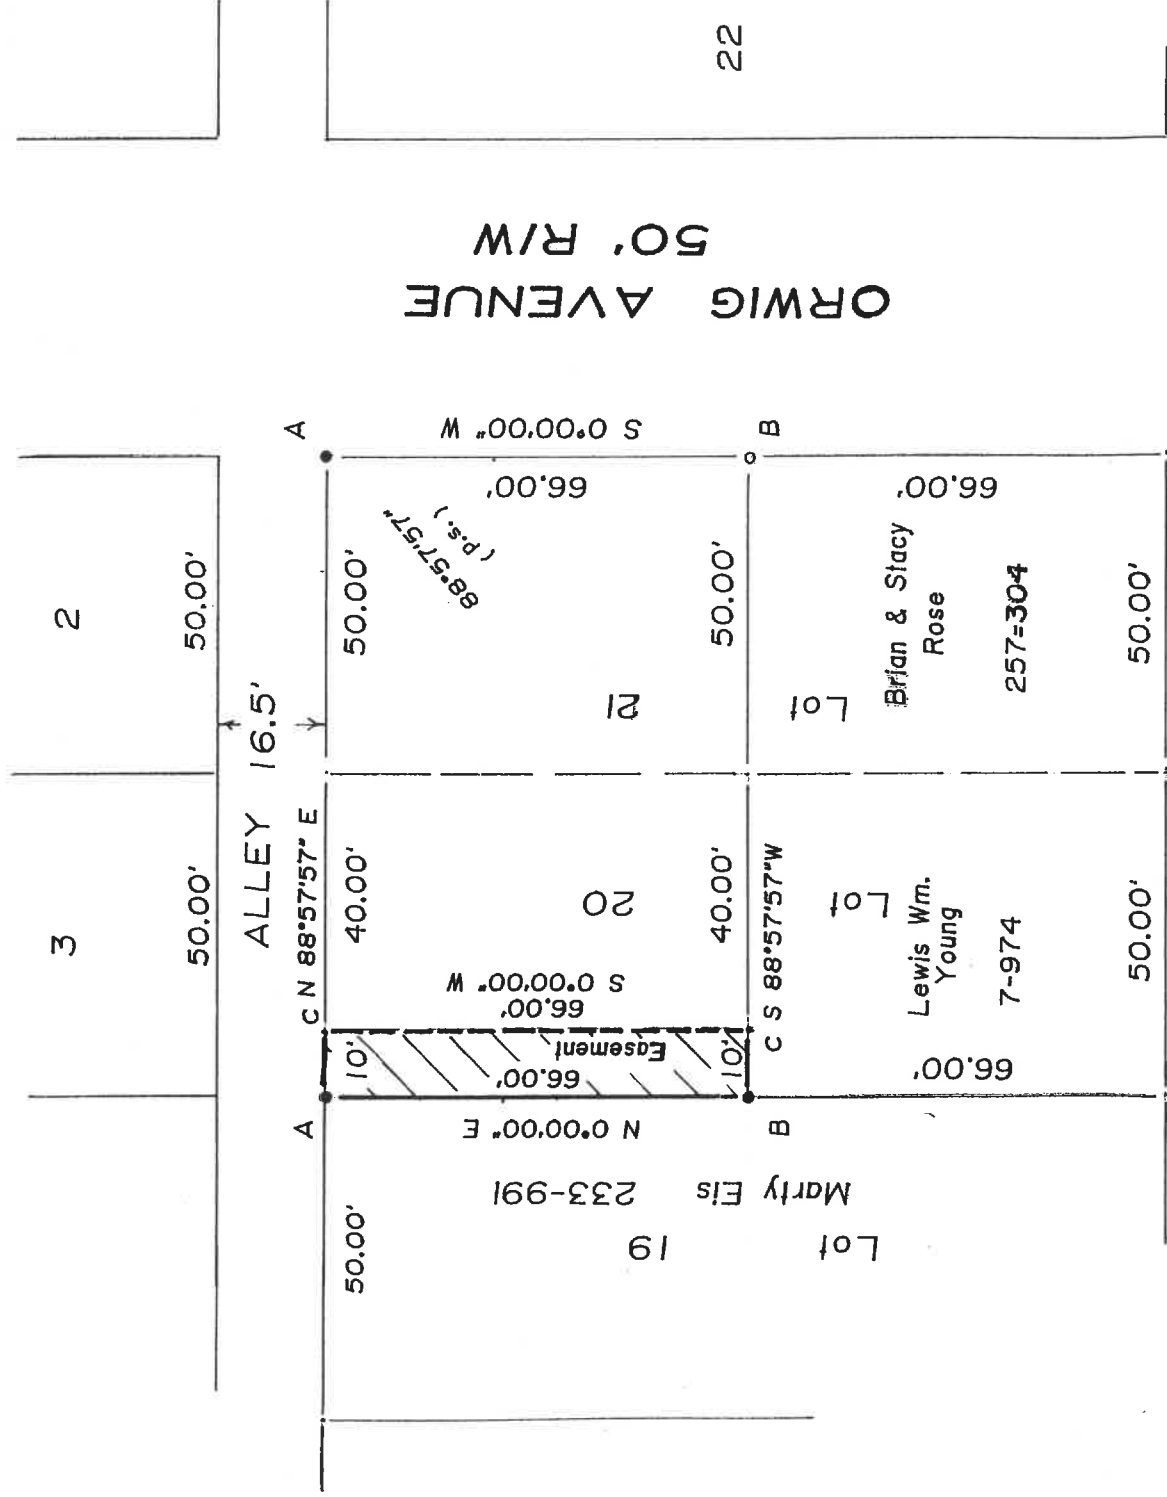 22
ORWIG AVENUE
50' R/W
A
S 0°00'00" W
B
66.00'
66.00'
88°57'57"
(p.s.)
2
50.00'
50.00'
50.00'
50.00'
Brian & Stacy
Rose
257=304
21
Lot
ALLEY 16.5'
3
50.00'
C N 88°57'57" E
40.00'
20
40.00'
C S 88°57'57"W
Lot
Lewis Wm.
Young
7-974
50.00'
S 0°00'00" W
66.00'
Easement
10'
66.00'
10'
66.00'
A
N 0°00'00" E
B
Marty Eis 233-991
Lot 19
50.00'